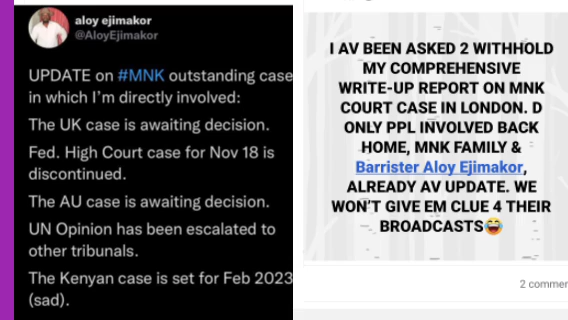 aloy ejimakor
@AloyEjimakor
UPDATE on #MNK outstanding case
in which I'm directly involved:
The UK case is awaiting decision.
Fed. High Court case for Nov 18 is
discontinued.
The AU case is awaiting decision.
UN Opinion has been escalated to
other tribunals.
The Kenyan case is set for Feb 2023
(sad).
I AV BEEN ASKED 2 WITHHOLD
MY COMPREHENSIVE
WRITE-UP REPORT ON MNK
COURT CASE IN LONDON. D
ONLY PPL INVOLVED BACK
HOME, MNK FAMILY &
Barrister Aloy Ejimakor,
ALREADY AV UPDATE. WE
WON'T GIVE EM CLUE 4 THEIR
BROADCASTS😂
2 commen